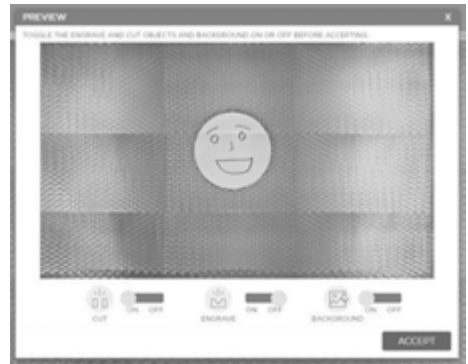 PREVIEW X
TOGGLE THE ENGRAVE AND CUT OBJECTS AND BACKGROUND ON OR OFF BEFORE ACCEPTING.
ON OFF ON OFF ON OFF
CUT ENGRAVE BACKGROUND
ACCEPT